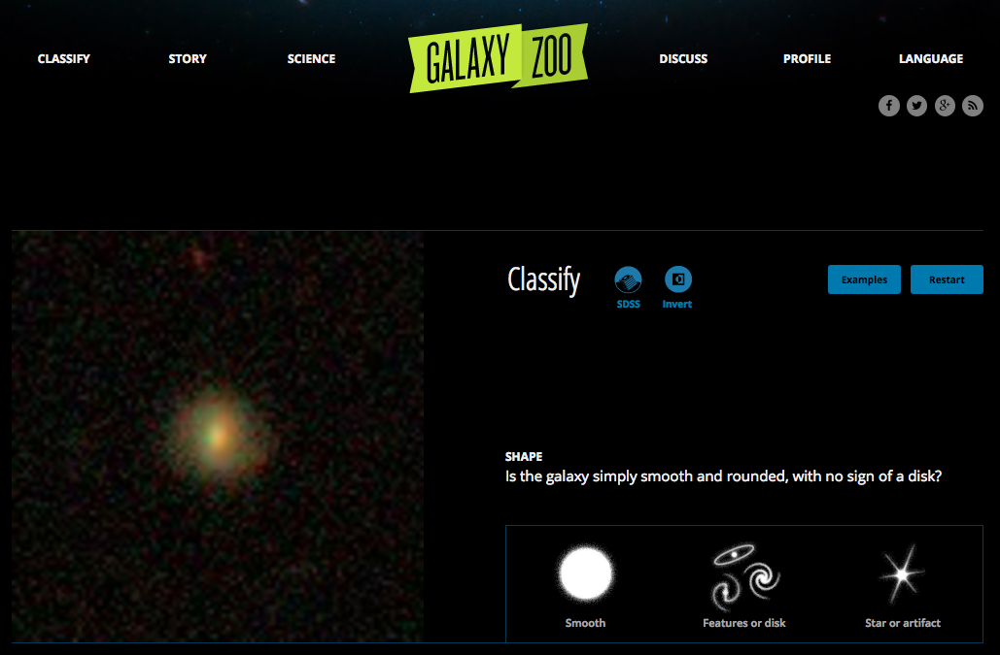 CLASSIFY STORY SCIENCE GALAXY ZOO DISCUSS PROFILE LANGUAGE
f g+
Classify SDSS Invert Examples Restart
SHAPE
Is the galaxy simply smooth and rounded, with no sign of a disk?
Smooth Features or disk Star or artifact